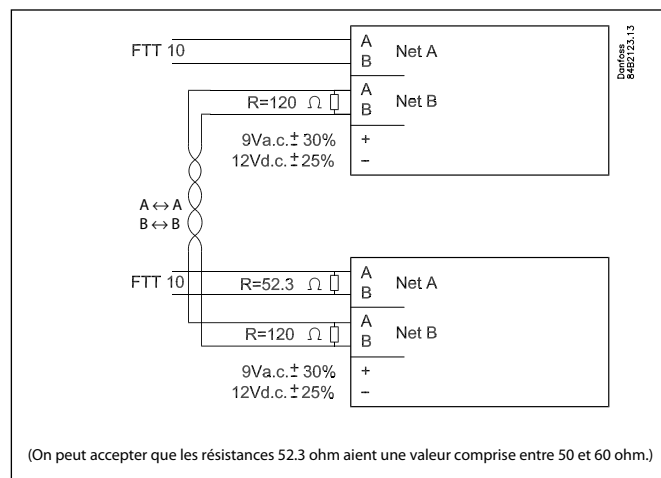 FTT 10
A
B
Net A
A
B
Net B
R=120 Ω
9Va.c.± 30%
12Vd.c.± 25%
+
–
Danfoss
84B2123.13
A ↔ A
B ↔ B
FTT 10
R=52.3 Ω
A
B
Net A
R=120 Ω
A
B
Net B
9Va.c.± 30%
12Vd.c.± 25%
+
–
(On peut accepter que les résistances 52.3 ohm aient une valeur comprise entre 50 et 60 ohm.)